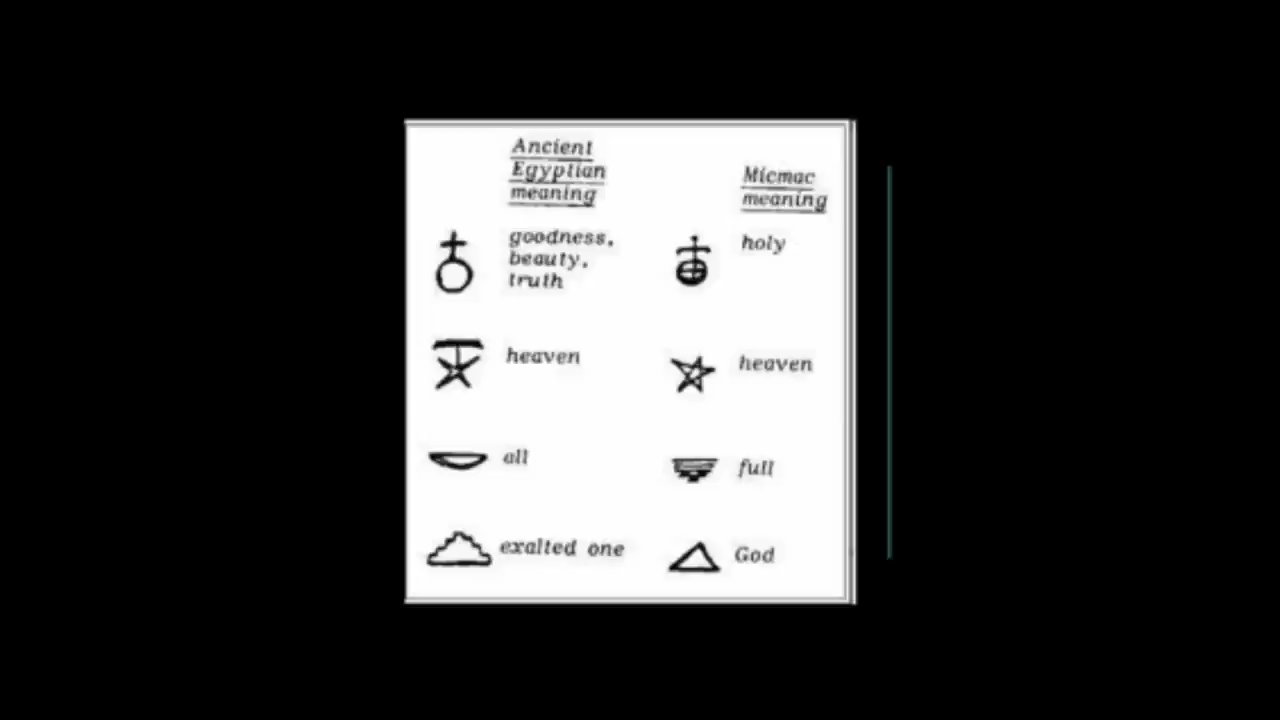 Ancient
Egyptian
meaning
Micmac
meaning
goodness,
beauty,
truth
holy
heaven
heaven
all
full
exalted one
God